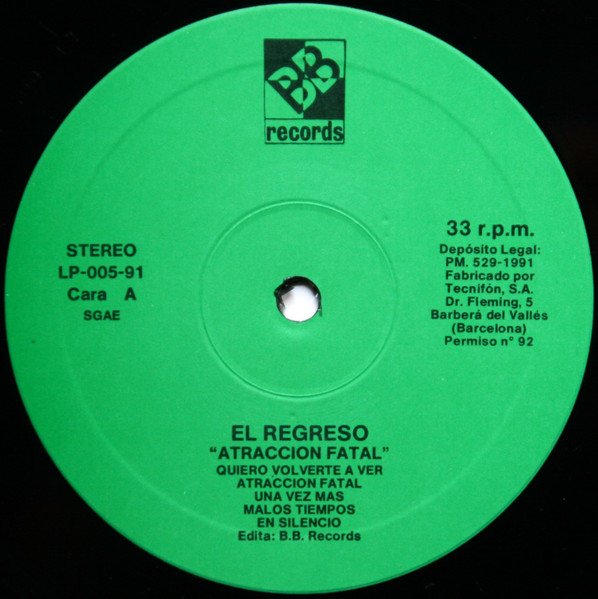 BB
records
STEREO
LP-005-91
Cara A
SGAE
33 r.p.m.
Depósito Legal:
PM. 529-1991
Fabricado por
Tecnifón, S.A.
Dr. Fleming, 5
Barberá del Vallés
(Barcelona)
Permiso n° 92
EL REGRESO
"ATRACCION FATAL"
QUIERO VOLVERTE A VER
ATRACCION FATAL
UNA VEZ MAS
MALOS TIEMPOS
EN SILENCIO
Edita: B.B. Records